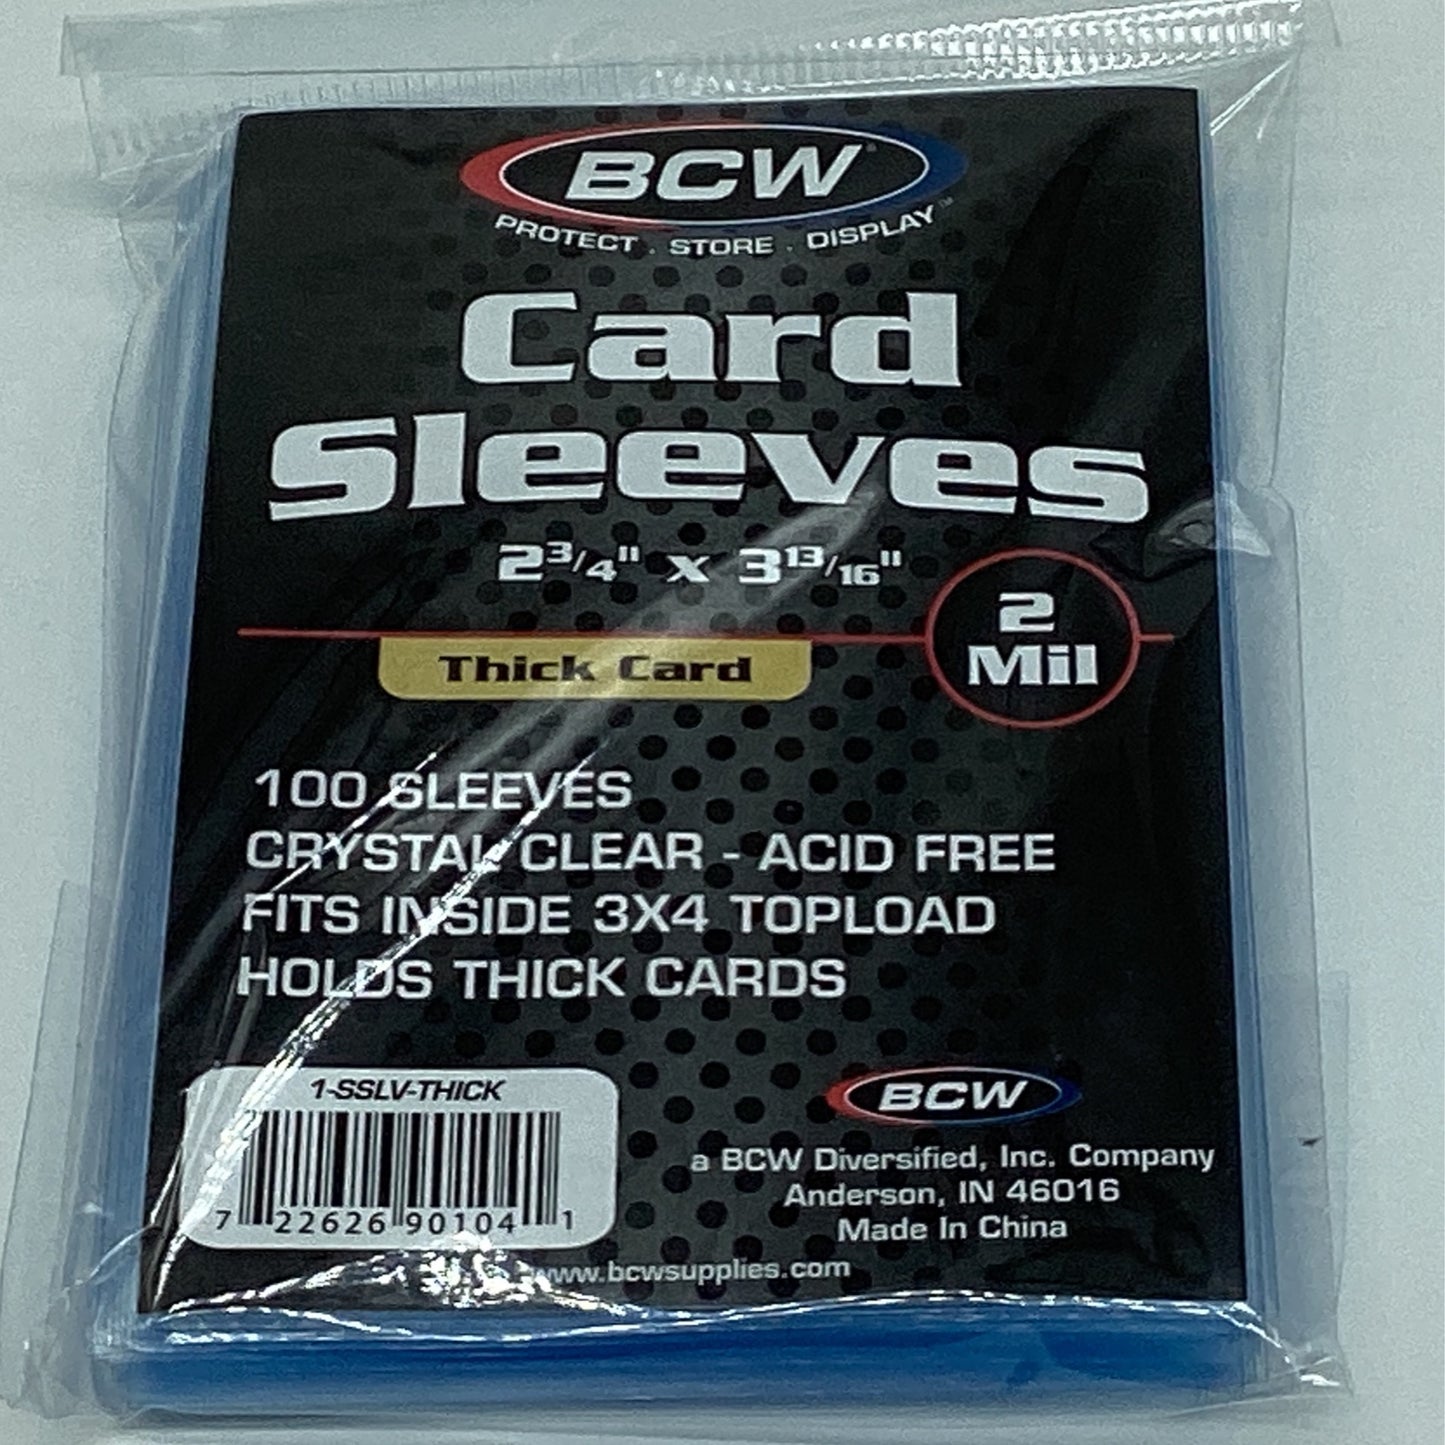 BCW®
PROTECT . STORE . DISPLAY™
Card
Sleeves
2 3/4" x 3 13/16"
2
Mil
Thick Card
100 SLEEVES
CRYSTAL CLEAR - ACID FREE
FITS INSIDE 3X4 TOPLOAD
HOLDS THICK CARDS
1-SSLV-THICK
7 22626 90104 1
BCW
a BCW Diversified, Inc. Company
Anderson, IN 46016
Made In China
www.bcwsupplies.com